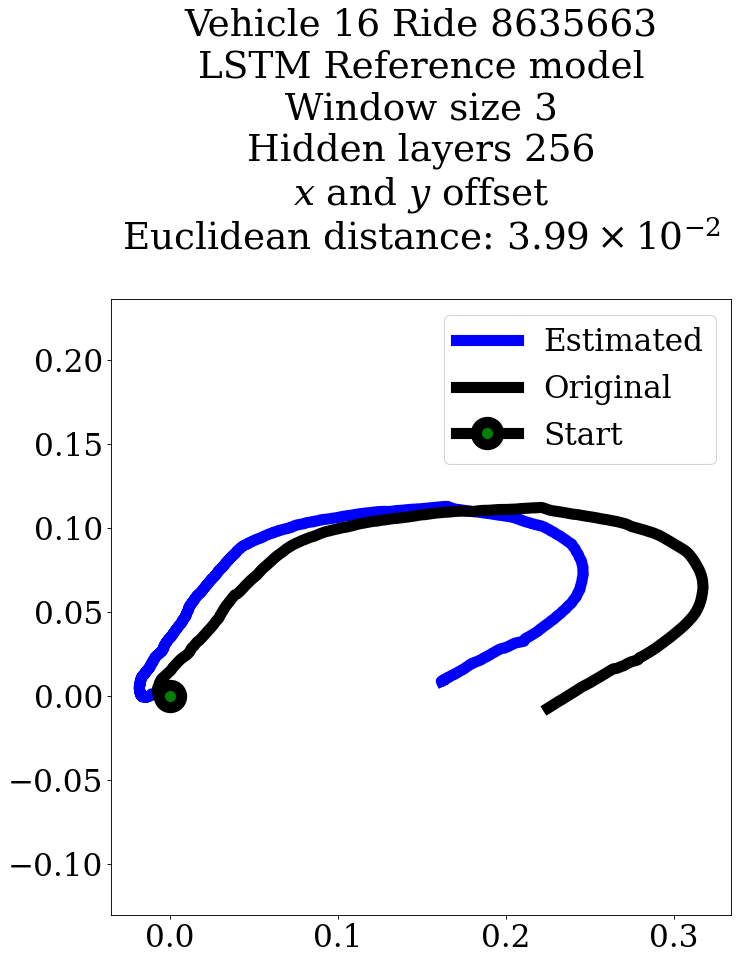 Vehicle 16 Ride 8635663
LSTM Reference model
Window size 3
Hidden layers 256
x and y offset
Euclidean distance: 3.99 × 10⁻²
Estimated
Original
Start
0.20
0.15
0.10
0.05
0.00
−0.05
−0.10
0.0 0.1 0.2 0.3